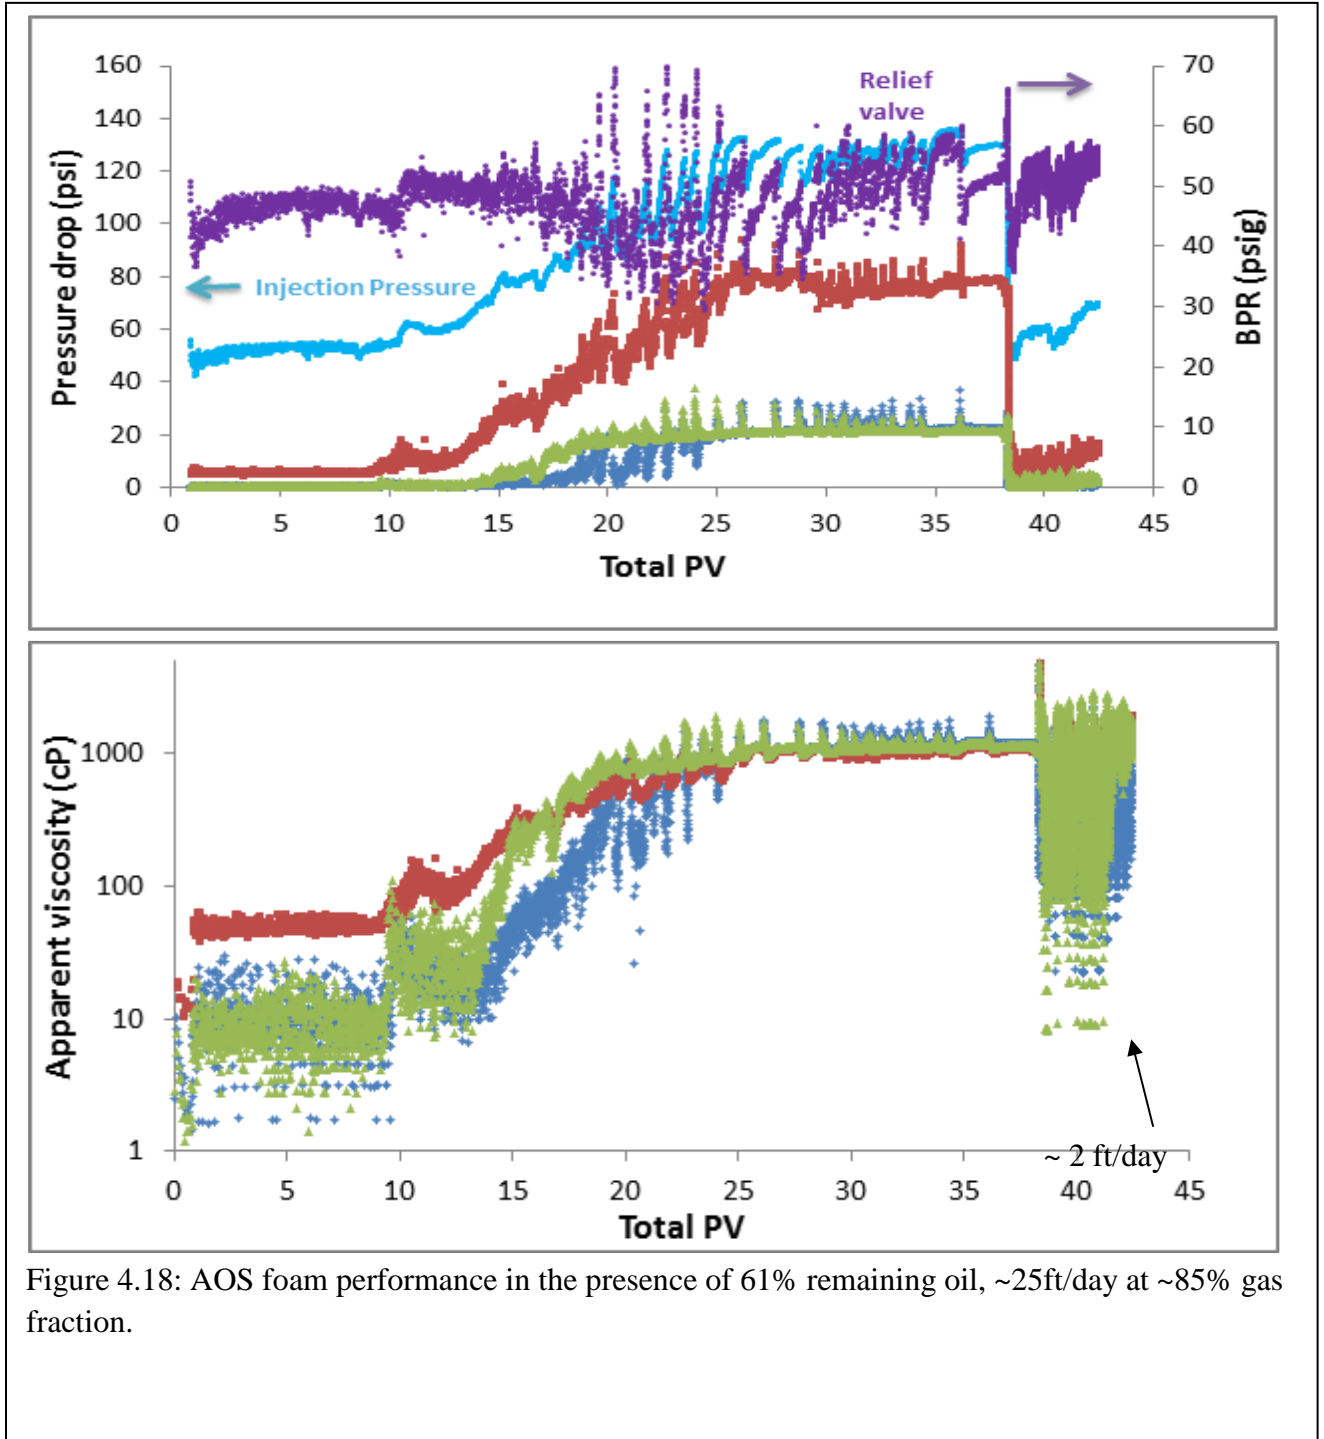 160
140
120
100
80
60
40
20
0
Pressure drop (psi)
70
60
50
40
30
20
10
0
BPR (psig)
Relief
valve
Injection Pressure
0 5 10 15 20 25 30 35 40 45
Total PV
1000
100
10
1
Apparent viscosity (cP)
~ 2 ft/day
0 5 10 15 20 25 30 35 40 45
Total PV
Figure 4.18: AOS foam performance in the presence of 61% remaining oil, ~25ft/day at ~85% gas
fraction.